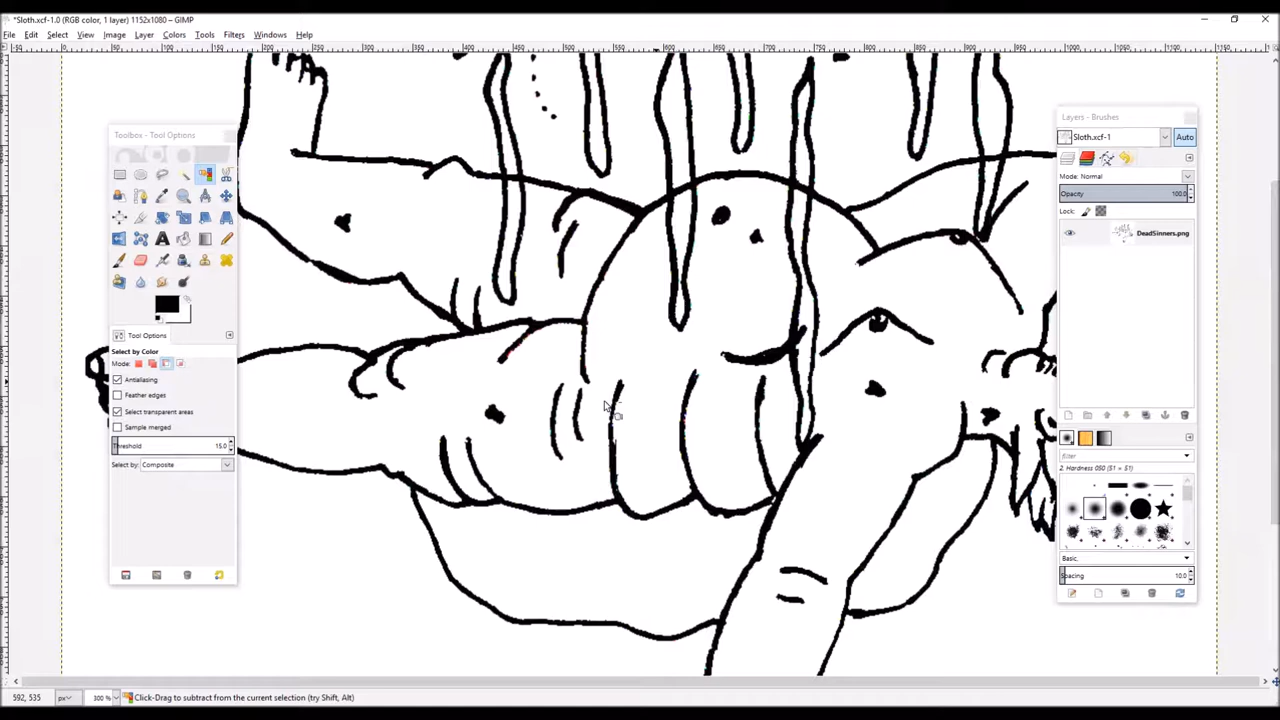 *Sloth.xcf-1.0 (RGB color, 1 layer) 1152x1080 – GIMP
File Edit Select View Image Layer Colors Tools Filters Windows Help
Toolbox - Tool Options
Tool Options
Select by Color
Mode:
Antialiasing
Feather edges
Select transparent areas
Sample merged
Threshold 15.0
Select by: Composite
Layers - Brushes
Sloth.xcf-1 Auto
Mode: Normal
Opacity 100.0
Lock:
DeadSinners.png
filter
2. Hardness 050 (51 × 51)
Basic.
Spacing 10.0
592, 535 px 300 % Click-Drag to subtract from the current selection (try Shift, Alt)